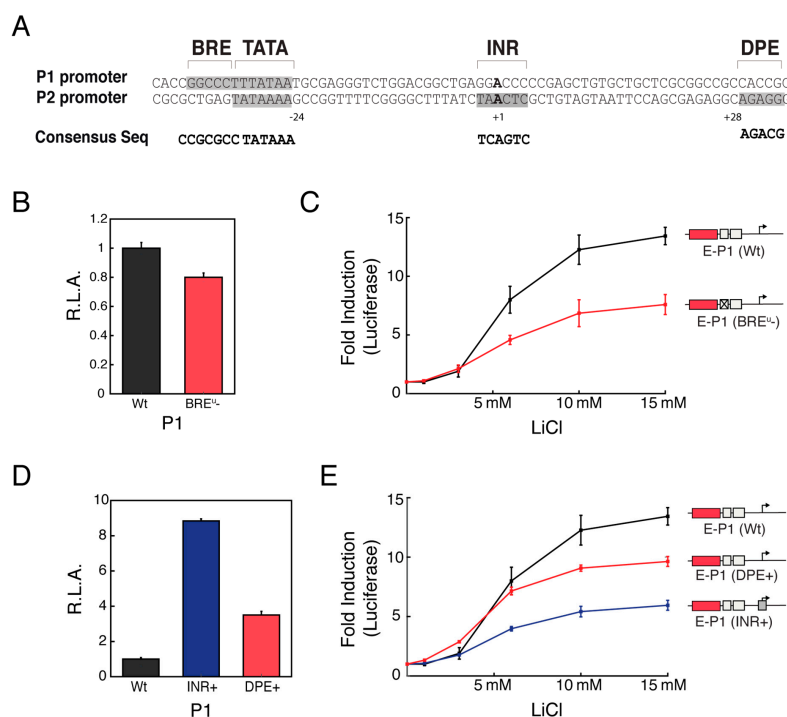 A
BRE TATA INR DPE
P1 promoter CACCGGCCCTTTATAATGCGAGGGTCTGGACGGCTGAGGACCCCCGAGCTGTGCTGCTCGCGGCCGCCACCGC
P2 promoter CGCGCTGAGTATAAAAGCCGGTTTTCGGGGCTTTATCTAACTCGCTGTAGTAATTCCAGCGAGAGGCAGAGGG
-24 +1 +28
Consensus Seq CCGCGCC TATAAA TCAGTC AGACG
B
R.L.A.
1.2
1
0.8
0.6
0.4
0.2
0
Wt BREᵘ-
P1
C
Fold Induction
(Luciferase)
15
10
5
5 mM 10 mM 15 mM
LiCl
E-P1 (Wt)
E-P1 (BREᵘ-)
D
R.L.A.
10
8
6
4
2
0
Wt INR+ DPE+
P1
E
Fold Induction
(Luciferase)
15
10
5
0
5 mM 10 mM 15 mM
LiCl
E-P1 (Wt)
E-P1 (DPE+)
E-P1 (INR+)